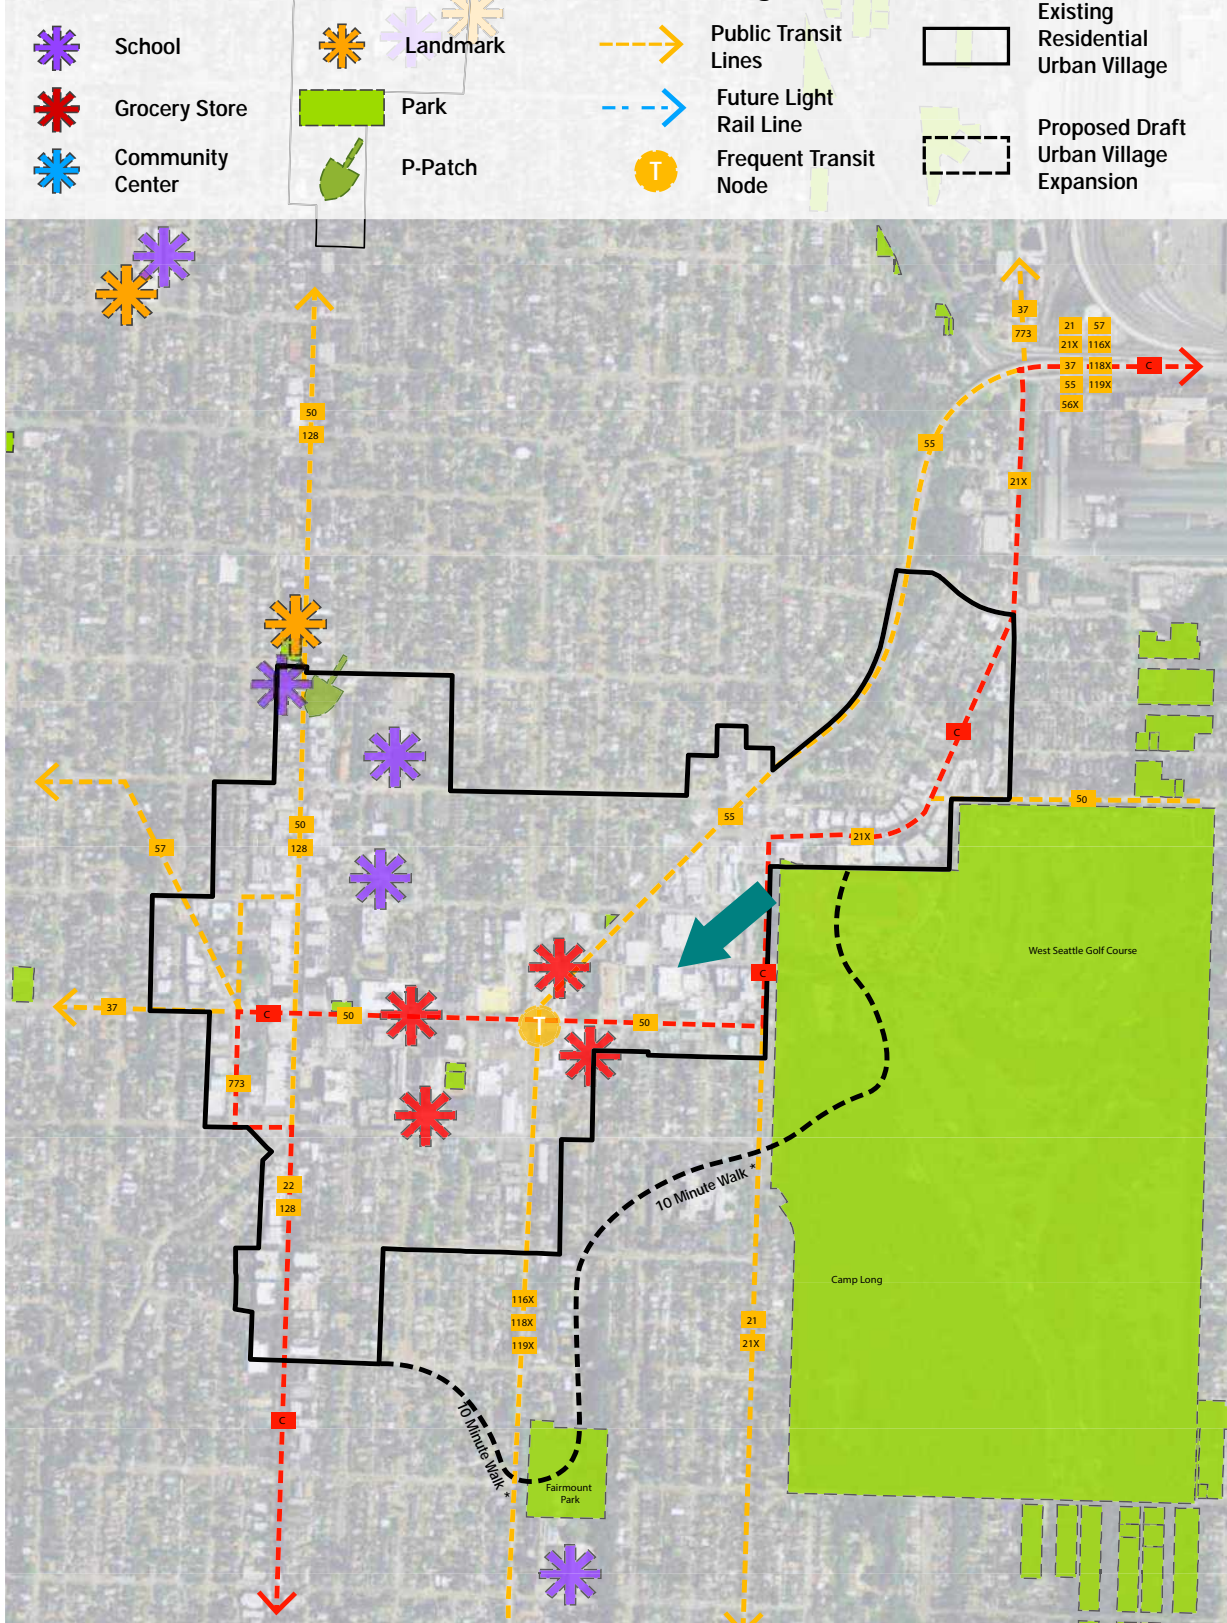 School
Grocery Store
Community
Center
Landmark
Park
P-Patch
Public Transit
Lines
Future Light
Rail Line
T
Frequent Transit
Node
Existing
Residential
Urban Village
Proposed Draft
Urban Village
Expansion
37
773
21 57
21X 116X
37 118X C
55 119X
56X
50
128
55
21X
C
50
55
21X
50
128
57
West Seattle Golf Course
C
37
C
50
T
50
773
10 Minute Walk *
22
128
Camp Long
116X
118X
119X
21
21X
C
10 Minute Walk *
Fairmount
Park